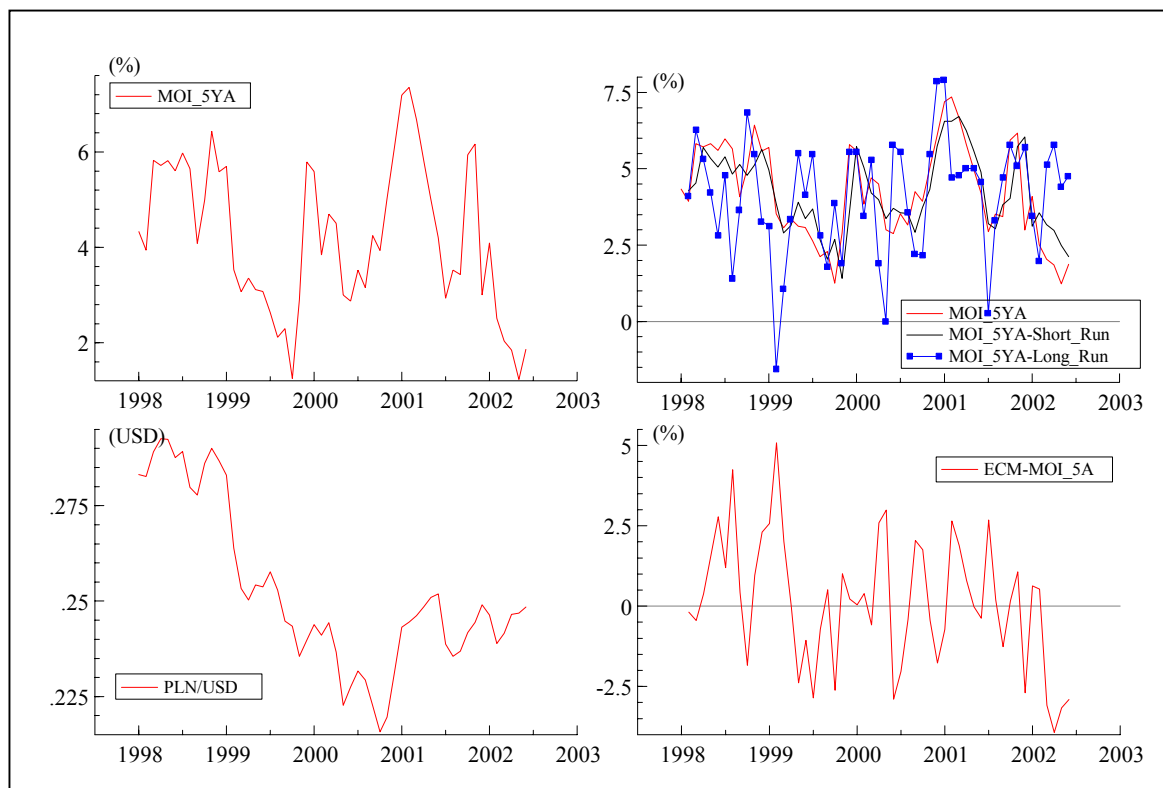 (%)
MOI_5YA
6
4
2
1998 1999 2000 2001 2002 2003
(%)
7.5
5
2.5
0
MOI_5YA
MOI_5YA-Short_Run
MOI_5YA-Long_Run
1998 1999 2000 2001 2002 2003
(USD)
.275
.25
.225
PLN/USD
1998 1999 2000 2001 2002 2003
(%)
5
ECM-MOI_5A
2.5
0
-2.5
1998 1999 2000 2001 2002 2003